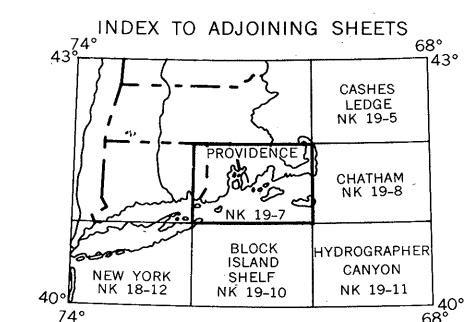 INDEX TO ADJOINING SHEETS
74°
68°
43°
43°
CASHES
LEDGE
NK 19-5
PROVIDENCE
NK 19-7
CHATHAM
NK 19-8
NEW YORK
NK 18-12
BLOCK
ISLAND
SHELF
NK 19-10
HYDROGRAPHER
CANYON
NK 19-11
40°
40°
74°
68°